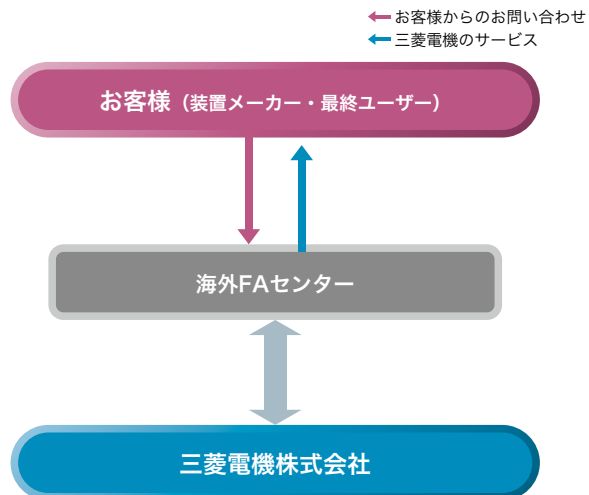 お客様からのお問い合わせ
三菱電機のサービス
お客様（装置メーカー・最終ユーザー）
海外FAセンター
三菱電機株式会社